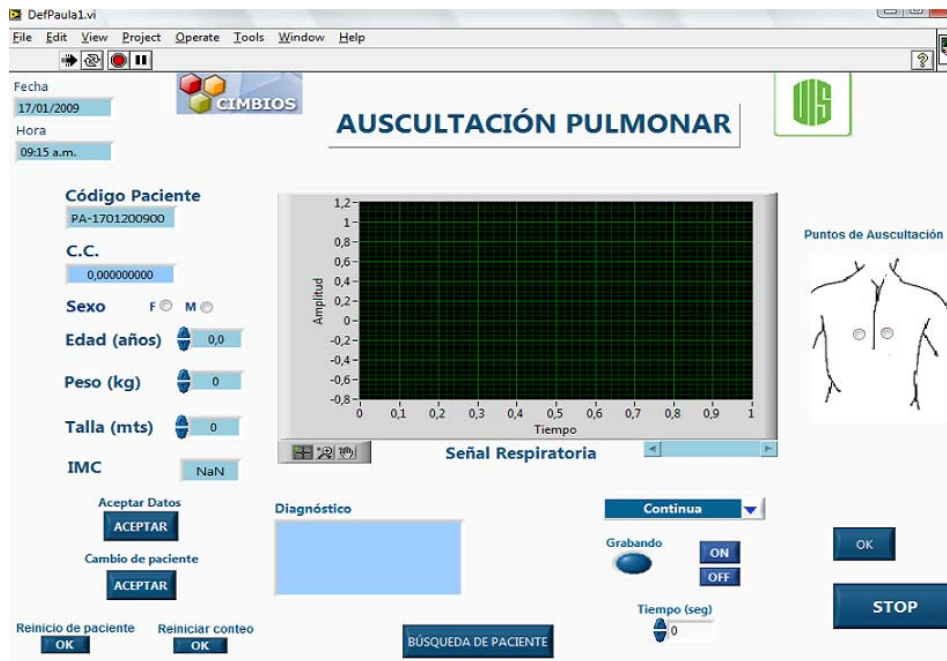 DefPaula1.vi
File Edit View Project Operate Tools Window Help
Fecha
17/01/2009
Hora
09:15 a.m.
CIMBIOS
AUSCULTACIÓN PULMONAR
UIS
Código Paciente
PA-1701200900
C.C.
0,000000000
Sexo F M
Edad (años) 0,0
Peso (kg) 0
Talla (mts) 0
IMC NaN
Aceptar Datos
ACEPTAR
Cambio de paciente
ACEPTAR
Reinicio de paciente
OK
Reiniciar conteo
OK
Amplitud
1,2
1
0,8
0,6
0,4
0,2
0
-0,2
-0,4
-0,6
-0,8
0 0,1 0,2 0,3 0,4 0,5 0,6 0,7 0,8 0,9 1
Tiempo
Señal Respiratoria
Diagnóstico
BÚSQUEDA DE PACIENTE
Continua
Grabando
ON
OFF
Tiempo (seg)
0
Puntos de Auscultación
OK
STOP